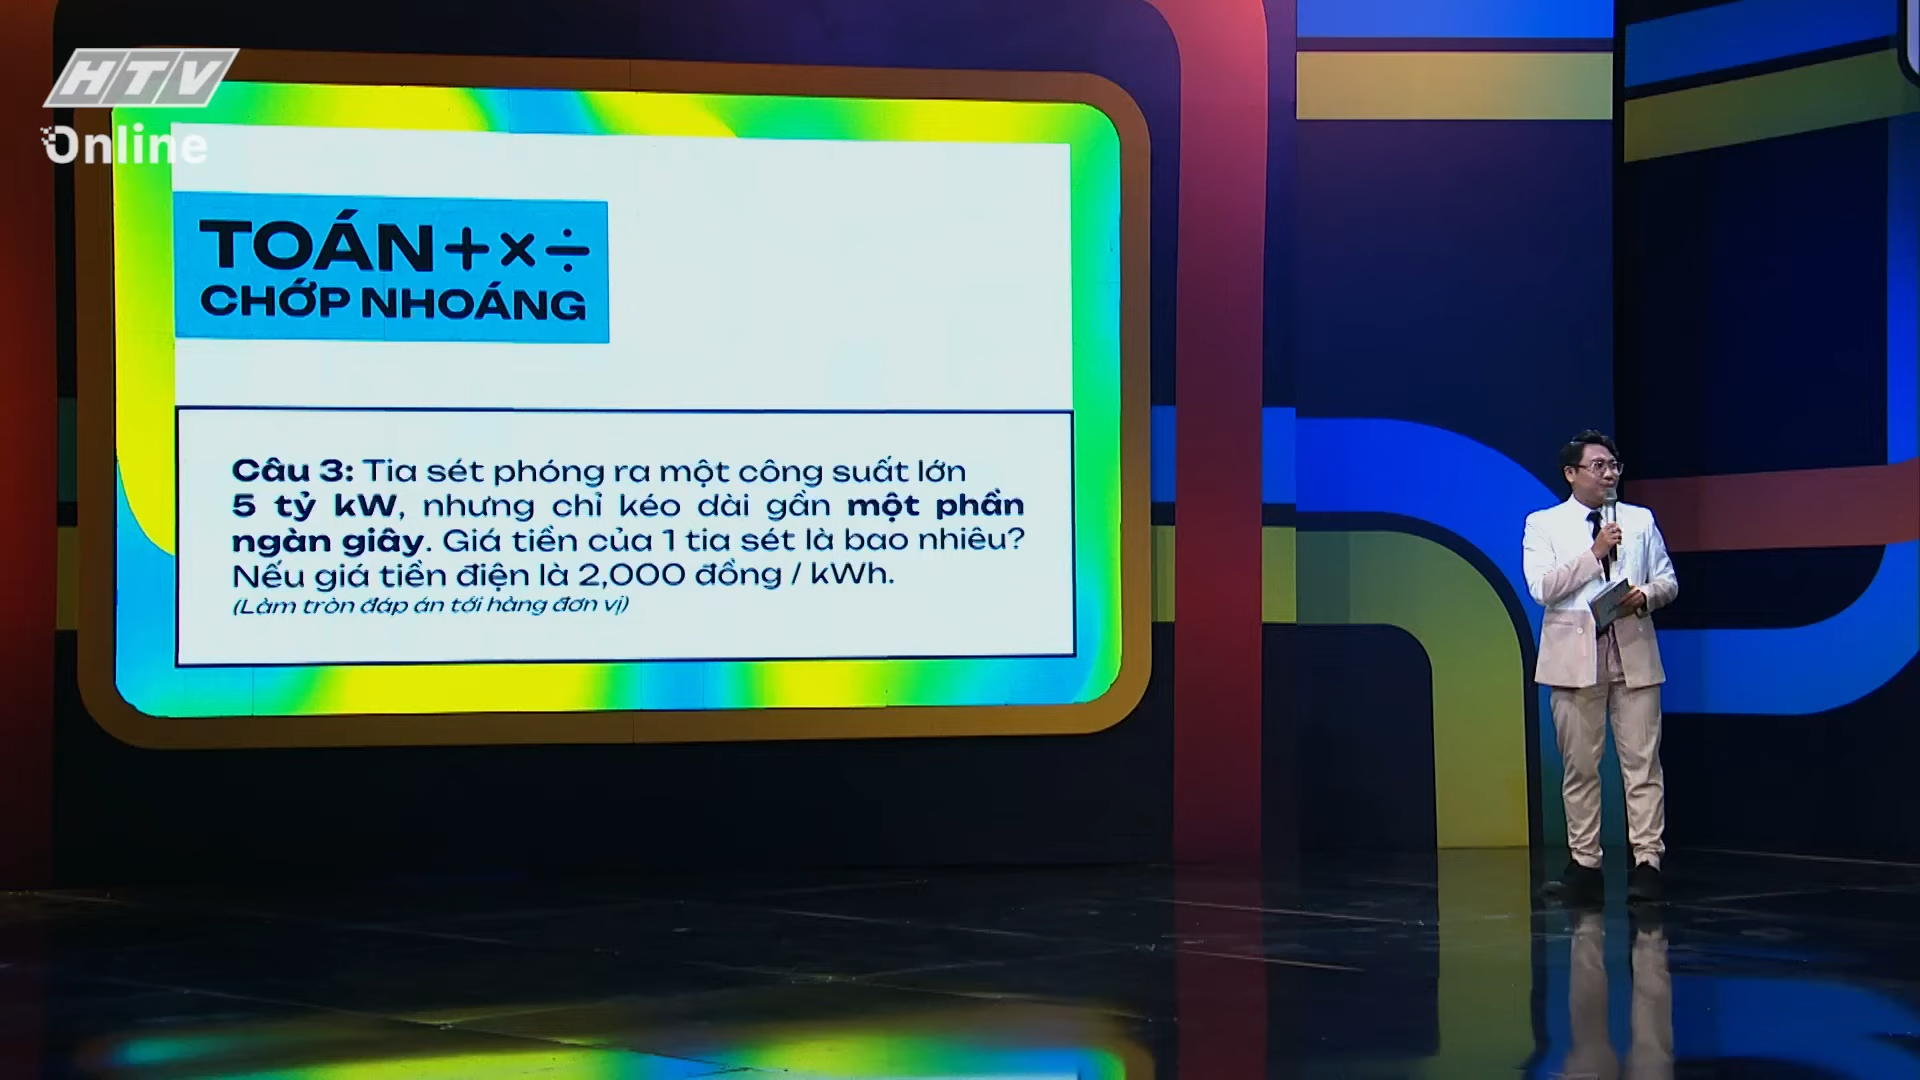 HTV
Online
TOÁN+×÷
CHỚP NHOÁNG
Câu 3: Tia sét phóng ra một công suất lớn
5 tỷ kW, nhưng chỉ kéo dài gần một phần
ngàn giây. Giá tiền của 1 tia sét là bao nhiêu?
Nếu giá tiền điện là 2,000 đồng / kWh.
(Làm tròn đáp án tới hàng đơn vị)